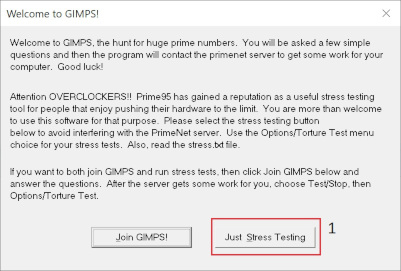 Welcome to GIMPS!
Welcome to GIMPS, the hunt for huge prime numbers. You will be asked a few simple
questions and then the program will contact the primenet server to get some work for your
computer. Good luck!
Attention OVERCLOCKERS!! Prime95 has gained a reputation as a useful stress testing
tool for people that enjoy pushing their hardware to the limit. You are more than welcome
to use this software for that purpose. Please select the stress testing button
below to avoid interfering with the PrimeNet server. Use the Options/Torture Test menu
choice for your stress tests. Also, read the stress.txt file.
If you want to both join GIMPS and run stress tests, then click Join GIMPS below and
answer the questions. After the server gets some work for you, choose Test/Stop, then
Options/Torture Test.
Join GIMPS! Just Stress Testing 1